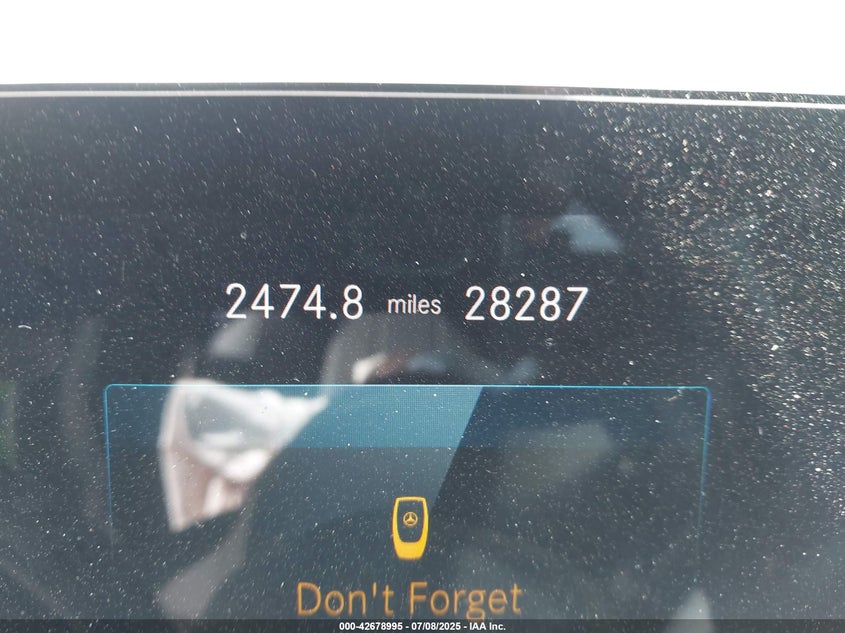 2474.8 miles 28287
Don't Forget
000-42678995 - 07/08/2025 - IAA Inc.